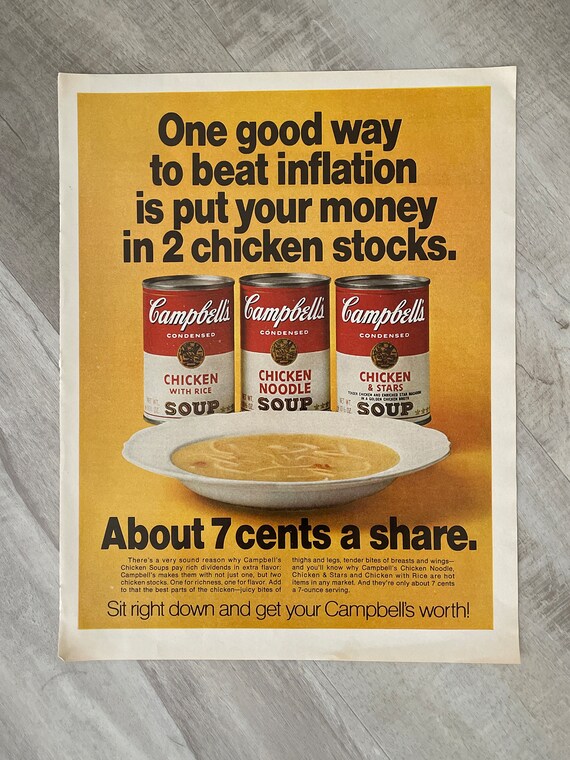 One good way
to beat inflation
is put your money
in 2 chicken stocks.
Campbell's Campbell's Campbell's
CONDENSED CONDENSED CONDENSED
CHICKEN CHICKEN CHICKEN
WITH RICE NOODLE & STARS
SOUP SOUP SOUP
About 7 cents a share.
There's a very sound reason why Campbell's
Chicken Soups pay rich dividends in extra flavor:
Campbell's makes them with not just one, but two
chicken stocks. One for richness, one for flavor. Add
to that the best parts of the chicken—juicy bites of
thighs and legs, tender bites of breasts and wings—
and you'll know why Campbell's Chicken Noodle,
Chicken & Stars and Chicken with Rice are hot
items in any market. And they're only about 7 cents
a 7-ounce serving.
Sit right down and get your Campbell's worth!